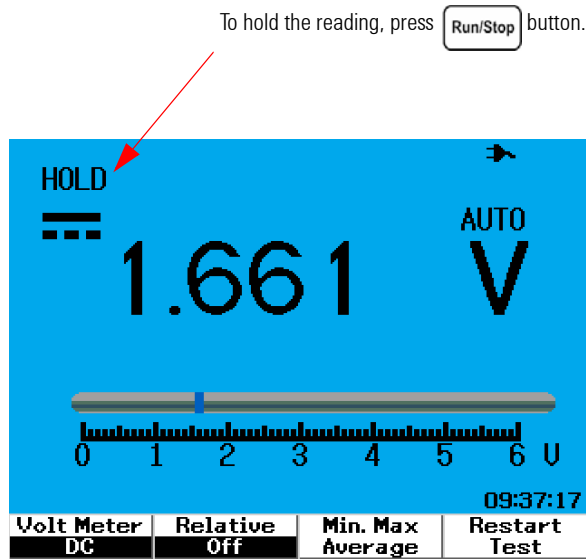 To hold the reading, press Run/Stop button.
HOLD
AUTO
1.661 V
0 1 2 3 4 5 6 V
09:37:17
Volt Meter Relative Min. Max Restart
DC Off Average Test